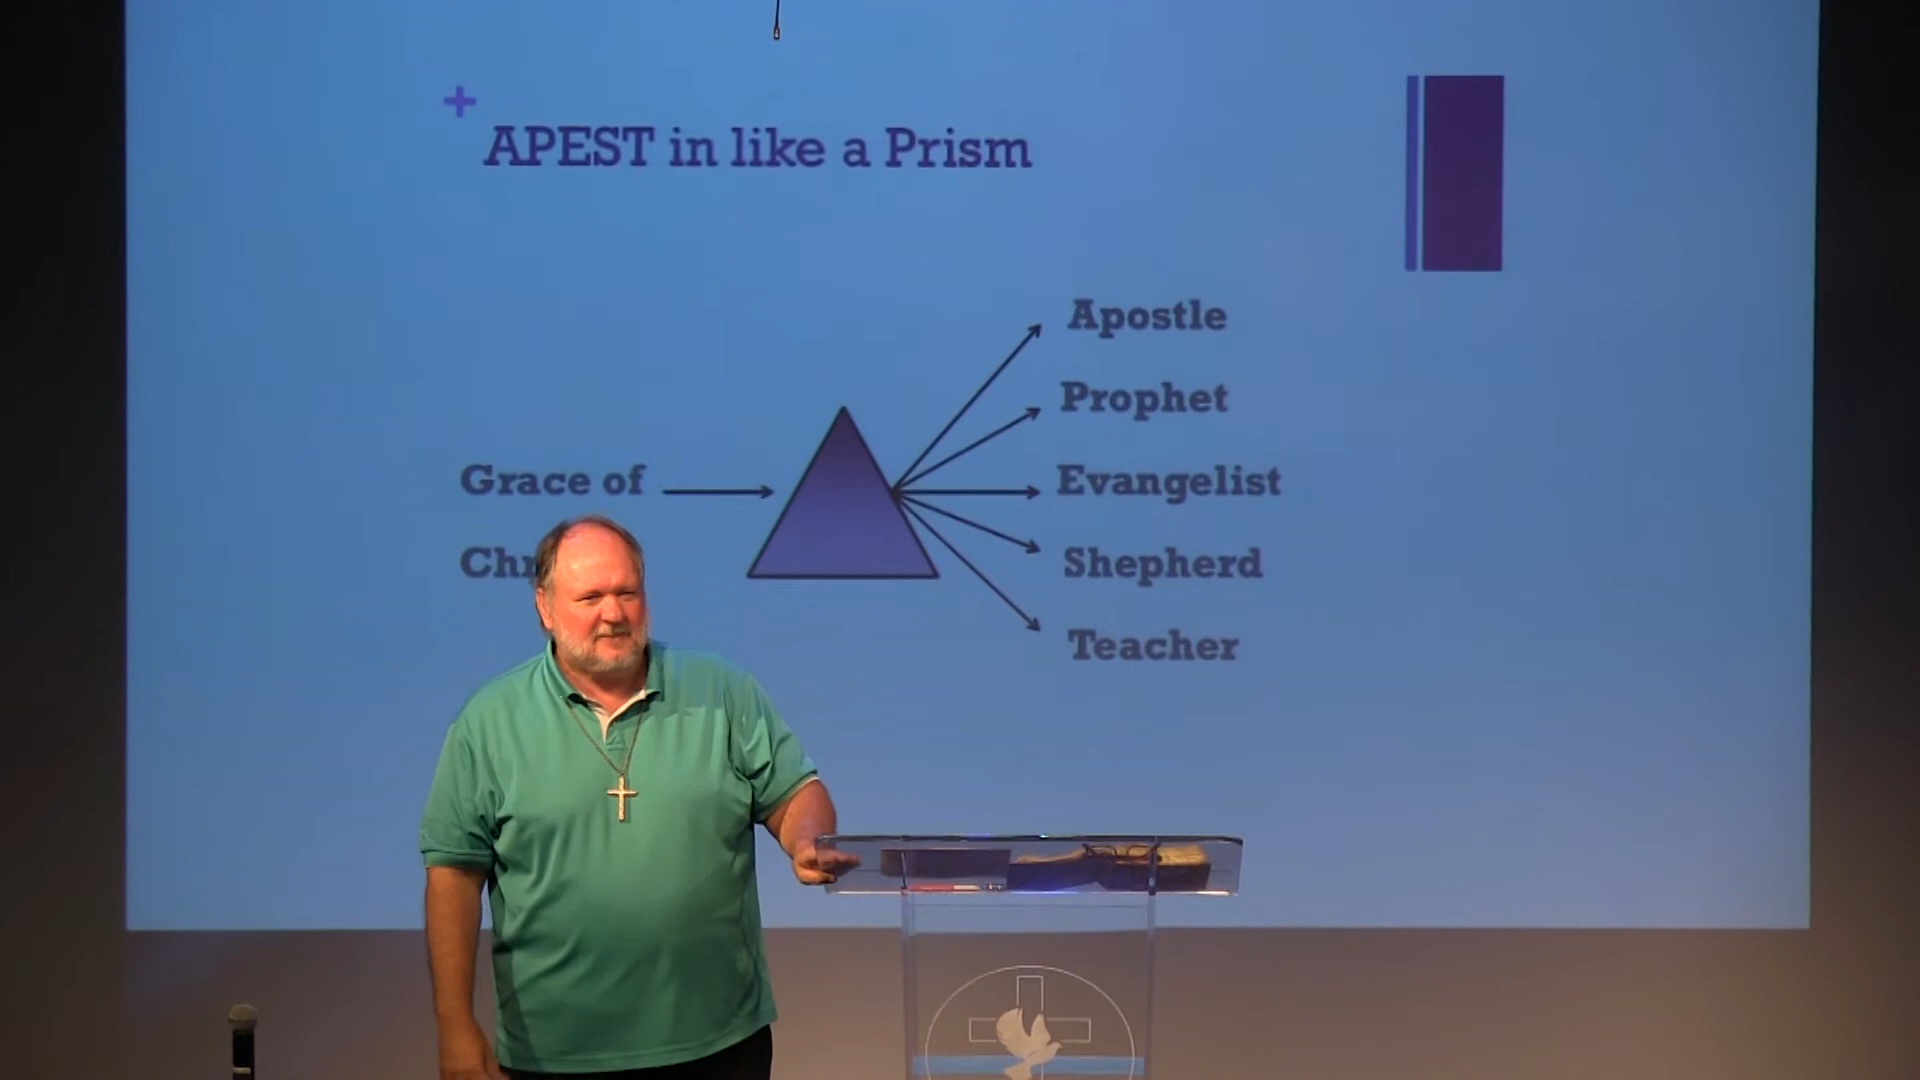 +
APEST in like a Prism
Apostle
Prophet
Grace of
Evangelist
Shepherd
Teacher